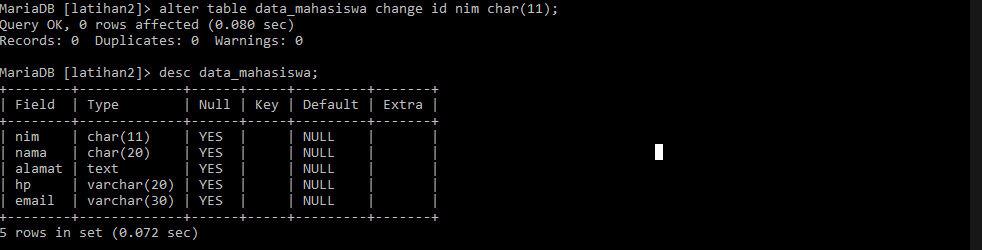 MariaDB [latihan2]> alter table data_mahasiswa change id nim char(11);
Query OK, 0 rows affected (0.080 sec)
Records: 0  Duplicates: 0  Warnings: 0

MariaDB [latihan2]> desc data_mahasiswa;
+--------+-------------+------+-----+---------+-------+
| Field  | Type        | Null | Key | Default | Extra |
+--------+-------------+------+-----+---------+-------+
| nim    | char(11)    | YES  |     | NULL    |       |
| nama   | char(20)    | YES  |     | NULL    |       |
| alamat | text        | YES  |     | NULL    |       |
| hp     | varchar(20) | YES  |     | NULL    |       |
| email  | varchar(30) | YES  |     | NULL    |       |
+--------+-------------+------+-----+---------+-------+
5 rows in set (0.072 sec)